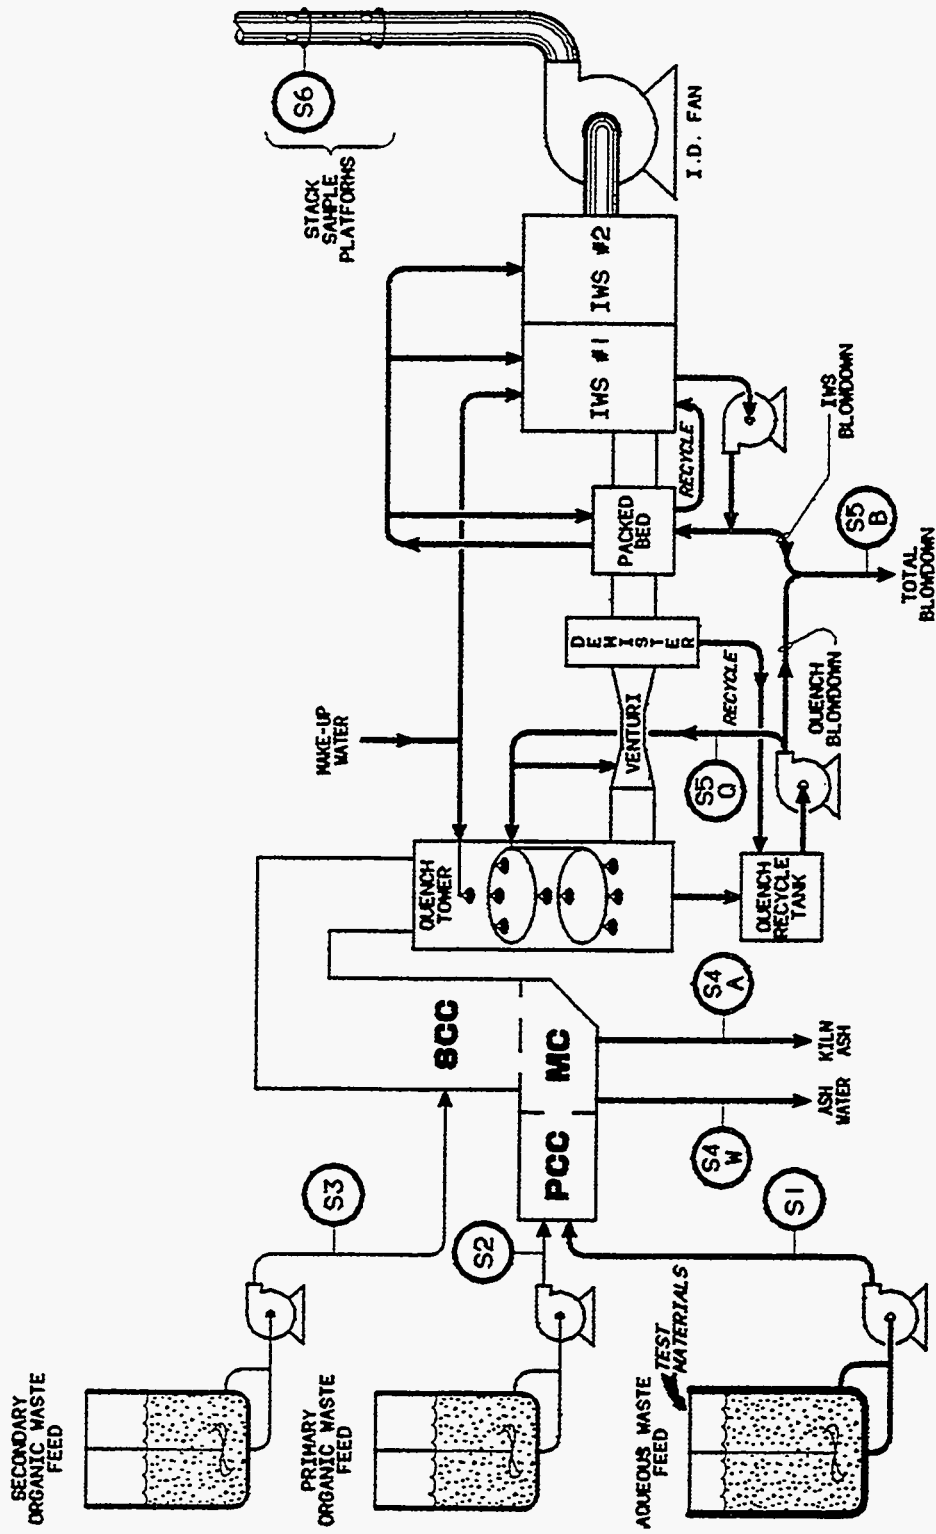 SECONDARY
ORGANIC WASTE
FEED
PRIMARY
ORGANIC WASTE
FEED
AQUEOUS WASTE
FEED
TEST
MATERIALS
S3
S2
S1
PCC
MC
SCC
S4
W
S4
A
ASH
WATER
KILN
ASH
QUENCH
TOWER
QUENCH
RECYCLE
TANK
MAKE-UP
WATER
S5
Q
VENTURI
RECYCLE
QUENCH
BLOWDOWN
DEMISTER
PACKED
BED
RECYCLE
TOTAL
BLOWDOWN
S5
B
IWS
BLOWDOWN
IWS #1
IWS #2
STACK
SAMPLE
PLATFORMS
S6
I.D. FAN